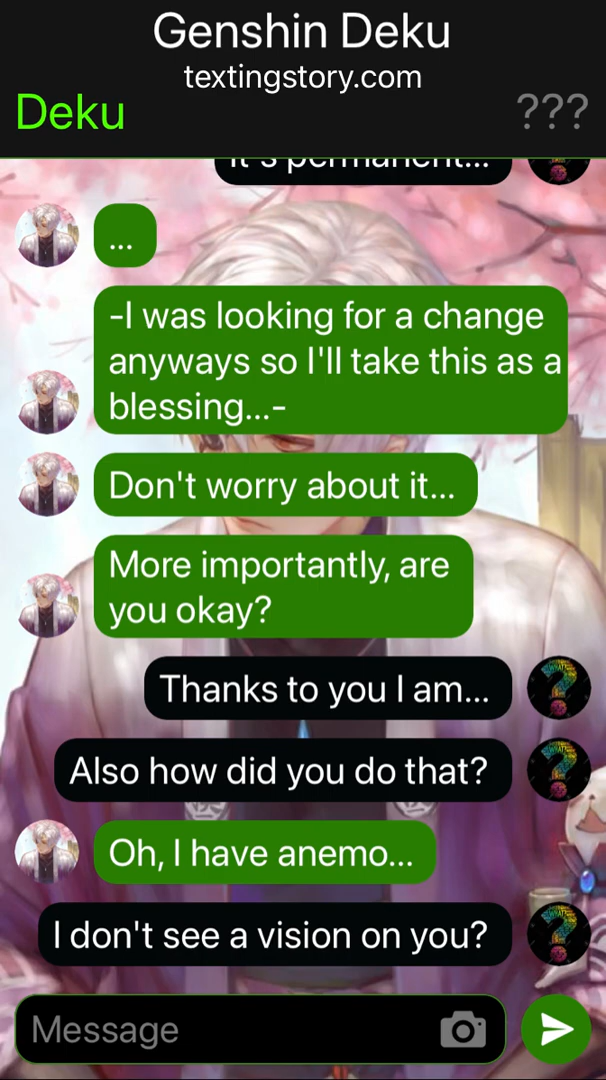 Genshin Deku
textingstory.com
Deku
???
It's permanent...
...
-I was looking for a change
anyways so I'll take this as a
blessing...-
Don't worry about it...
More importantly, are
you okay?
Thanks to you I am...
Also how did you do that?
Oh, I have anemo...
I don't see a vision on you?
Message